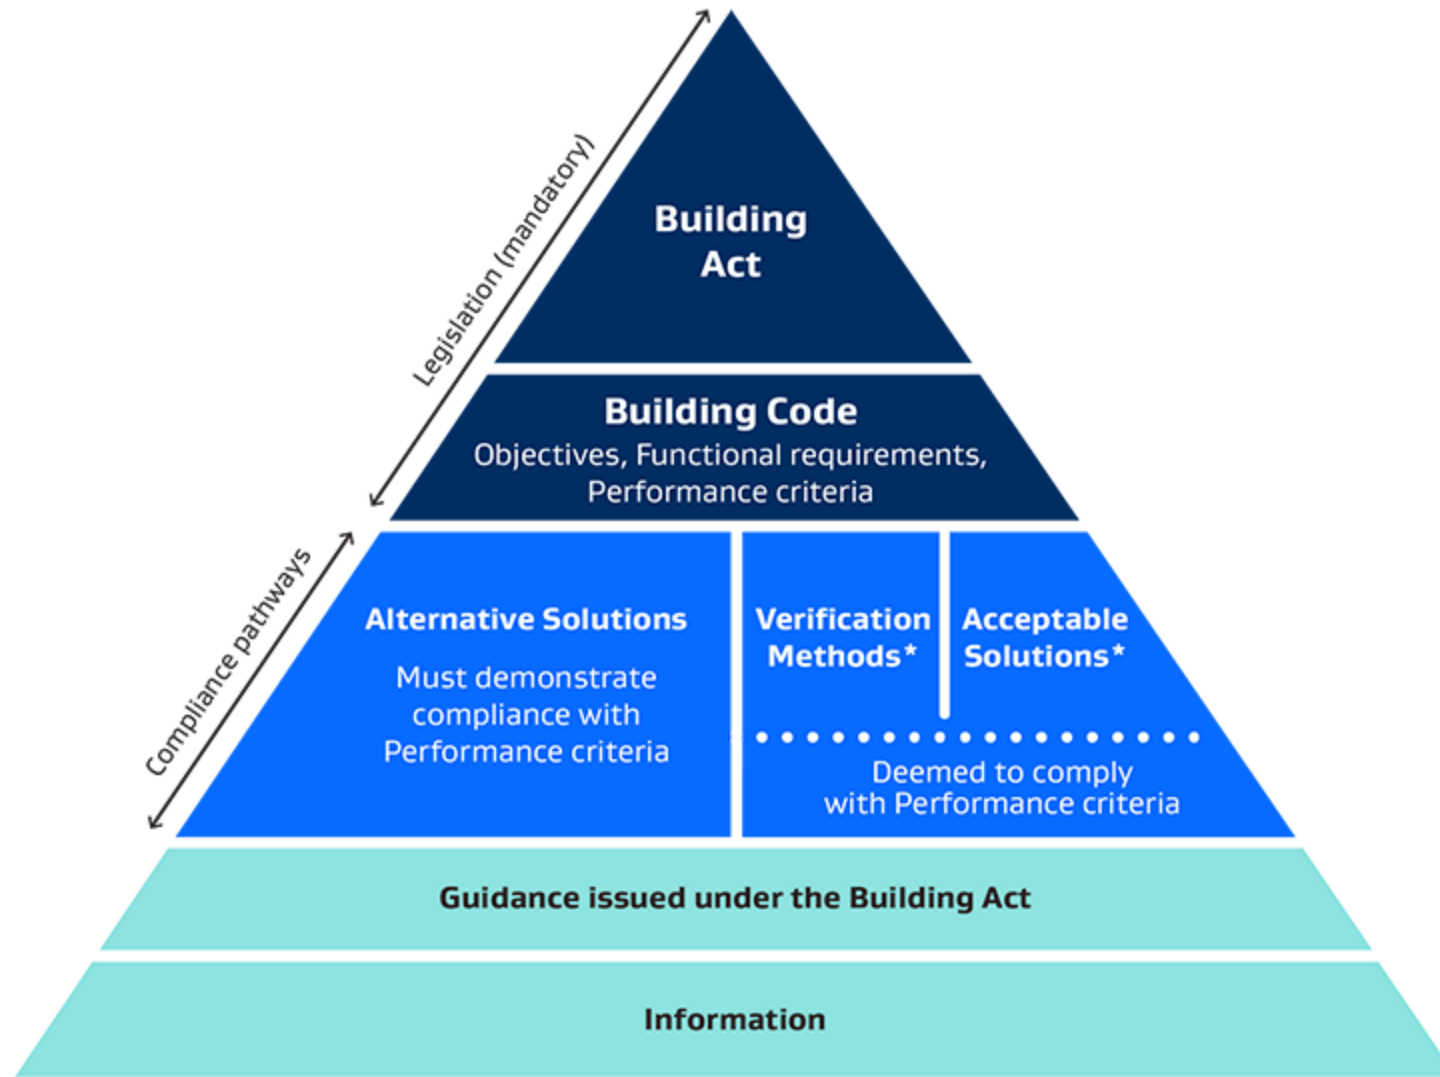 Legislation (mandatory)
Building
Act
Building Code
Objectives, Functional requirements,
Performance criteria
Compliance pathways
Alternative Solutions
Must demonstrate
compliance with
Performance criteria
Verification
Methods*
Acceptable
Solutions*
Deemed to comply
with Performance criteria
Guidance issued under the Building Act
Information